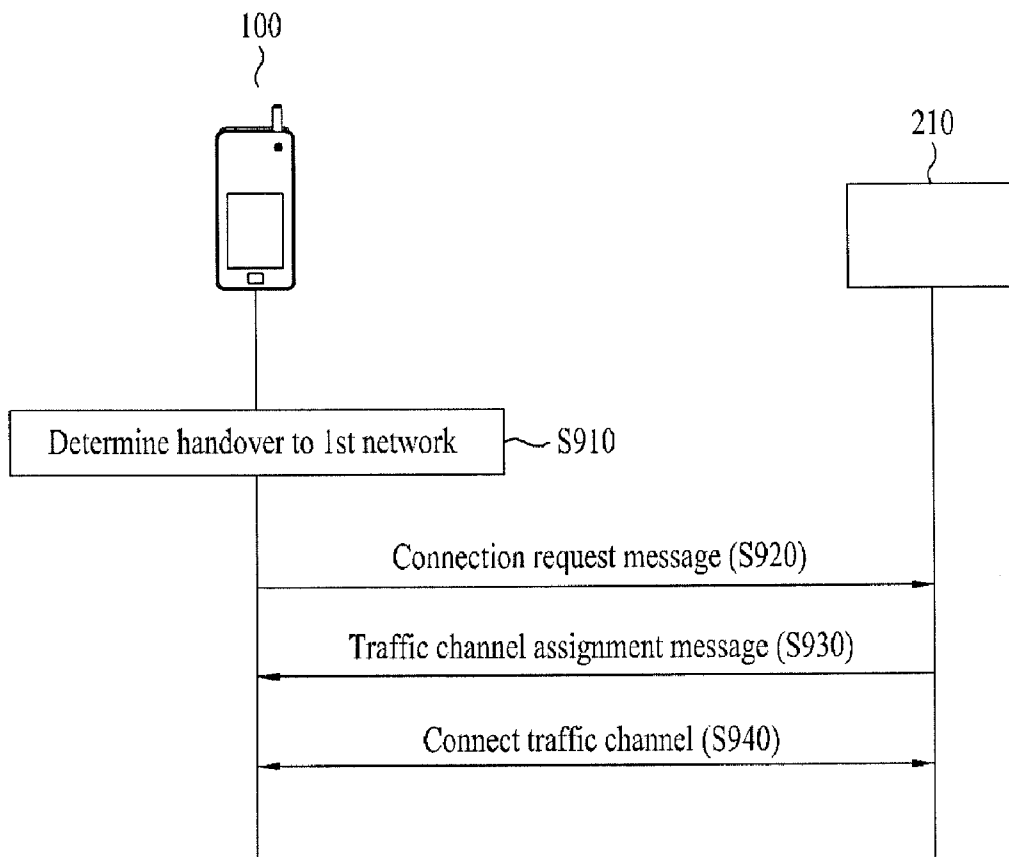 100
210
Determine handover to 1st network
S910
Connection request message (S920)
Traffic channel assignment message (S930)
Connect traffic channel (S940)